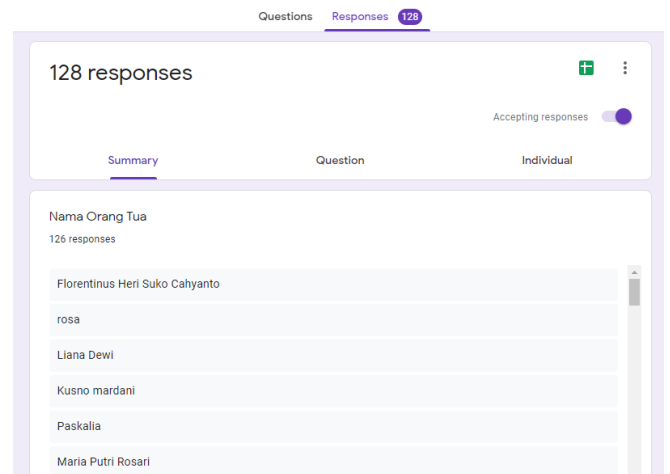 Questions Responses 128
128 responses
Accepting responses
Summary Question Individual
Nama Orang Tua
126 responses
Florentinus Heri Suko Cahyanto
rosa
Liana Dewi
Kusno mardani
Paskalia
Maria Putri Rosari